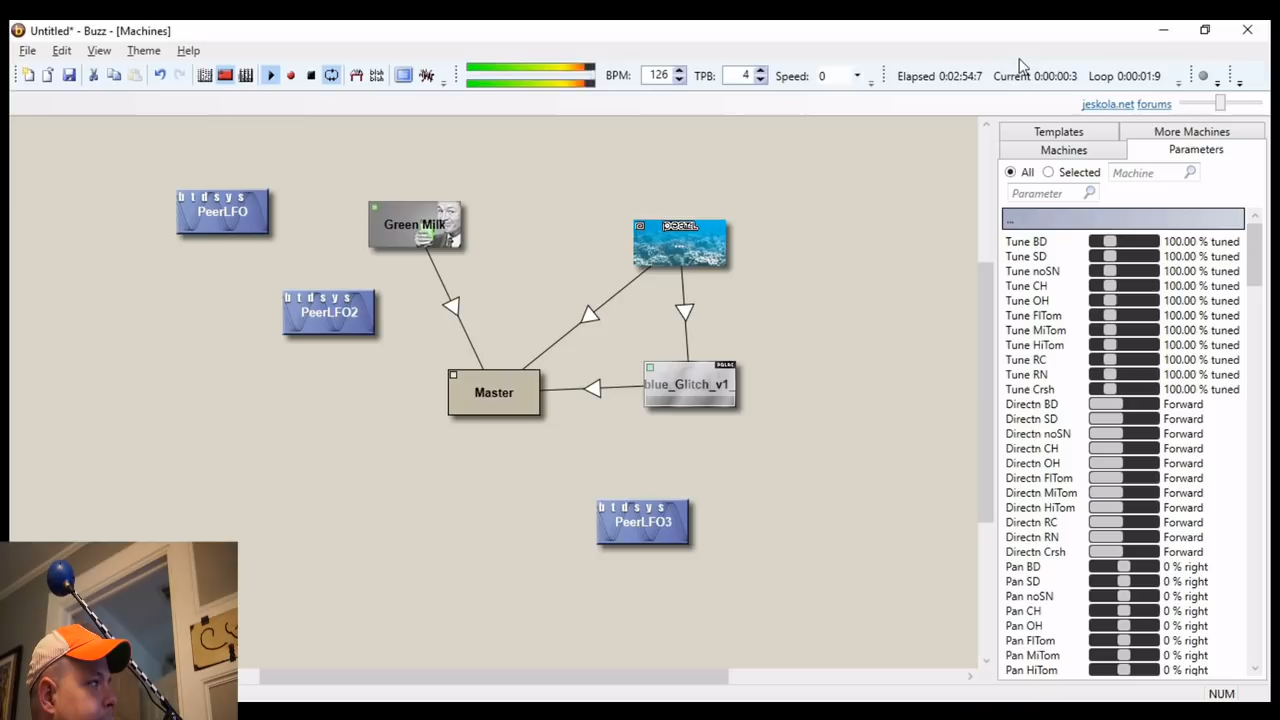 Untitled* - Buzz - [Machines]
File Edit View Theme Help
BPM: 126 TPB: 4 Speed: 0 Elapsed 0:02:54:7 Current 0:00:00:3 Loop 0:00:01:9
jeskola.net forums
Templates More Machines
Machines Parameters
All Selected Machine
Parameter
...
Tune BD 100.00 % tuned
Tune SD 100.00 % tuned
Tune noSN 100.00 % tuned
Tune CH 100.00 % tuned
Tune OH 100.00 % tuned
Tune FlTom 100.00 % tuned
Tune MiTom 100.00 % tuned
Tune HiTom 100.00 % tuned
Tune RC 100.00 % tuned
Tune RN 100.00 % tuned
Tune Crsh 100.00 % tuned
Directn BD Forward
Directn SD Forward
Directn noSN Forward
Directn CH Forward
Directn OH Forward
Directn FlTom Forward
Directn MiTom Forward
Directn HiTom Forward
Directn RC Forward
Directn RN Forward
Directn Crsh Forward
Pan BD 0 % right
Pan SD 0 % right
Pan noSN 0 % right
Pan CH 0 % right
Pan OH 0 % right
Pan FlTom 0 % right
Pan MiTom 0 % right
Pan HiTom 0 % right
btdsys
PeerLFO
Green Milk
pearl
btdsys
PeerLFO2
Master
blue_Glitch_v1_
btdsys
PeerLFO3
NUM